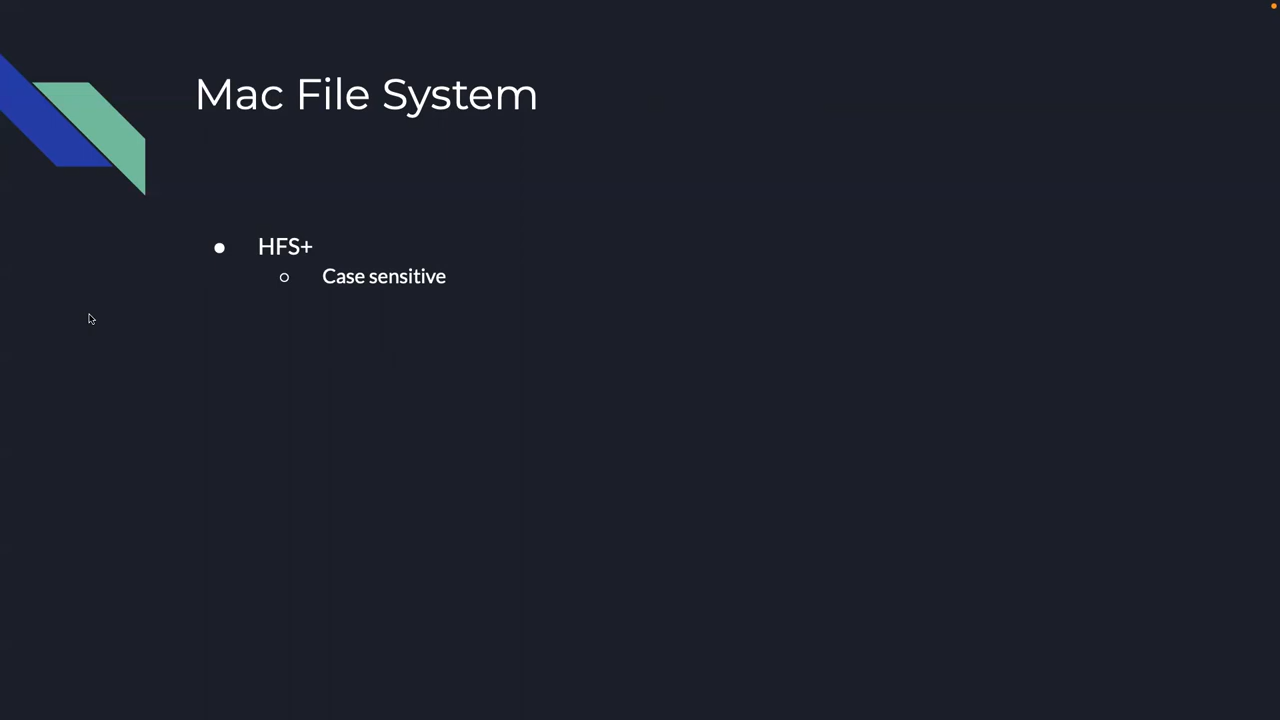 Mac File System
● HFS+
○ Case sensitive